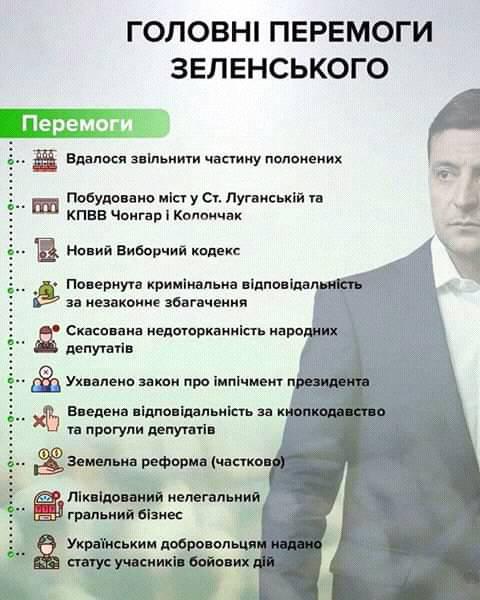 ГОЛОВНІ ПЕРЕМОГИ
ЗЕЛЕНСЬКОГО
Перемоги
Вдалося звільнити частину полонених
Побудовано міст у Ст. Луганській та
КПВВ Чонгар і Колончак
Новий Виборчий кодекс
Повернута кримінальна відповідальність
за незаконне збагачення
Скасована недоторканність народних
депутатів
Ухвалено закон про імпічмент президента
Введена відповідальність за кнопкодавство
та прогули депутатів
Земельна реформа (частково)
Ліквідований нелегальний
гральний бізнес
Українським добровольцям надано
статус учасників бойових дій